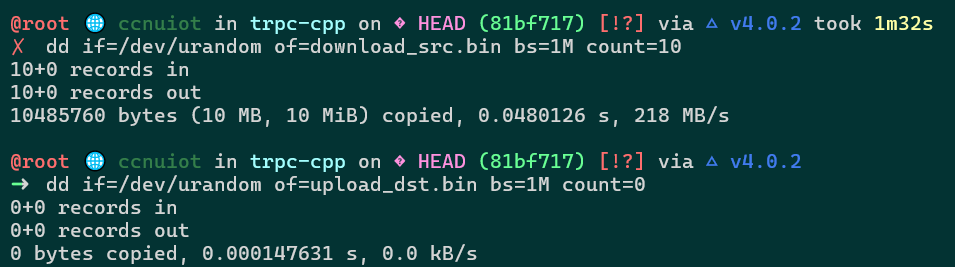 @root 🌐 ccnuiot in trpc-cpp on � HEAD (81bf717) [!?] via △ v4.0.2 took 1m32s
✗ dd if=/dev/urandom of=download_src.bin bs=1M count=10
10+0 records in
10+0 records out
10485760 bytes (10 MB, 10 MiB) copied, 0.0480126 s, 218 MB/s
@root 🌐 ccnuiot in trpc-cpp on � HEAD (81bf717) [!?] via △ v4.0.2
➜ dd if=/dev/urandom of=upload_dst.bin bs=1M count=0
0+0 records in
0+0 records out
0 bytes copied, 0.000147631 s, 0.0 kB/s